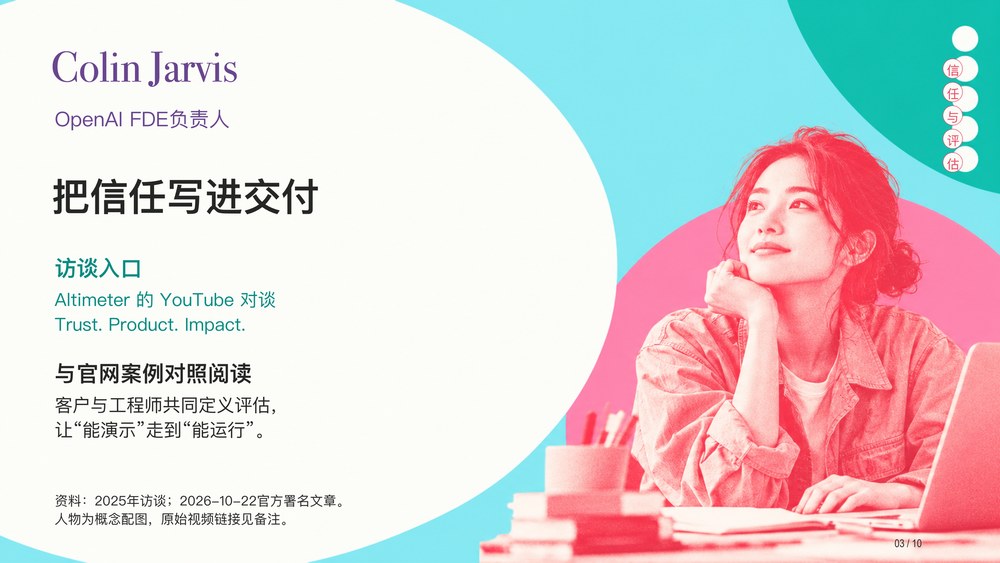 Colin Jarvis
OpenAI FDE负责人
把信任写进交付
访谈入口
Altimeter 的 YouTube 对谈
Trust. Product. Impact.
与官网案例对照阅读
客户与工程师共同定义评估，
让“能演示”走到“能运行”。
资料：2025年访谈；2026-10-22官方署名文章。
人物为概念配图，原始视频链接见备注。
信任与评估
03 / 10